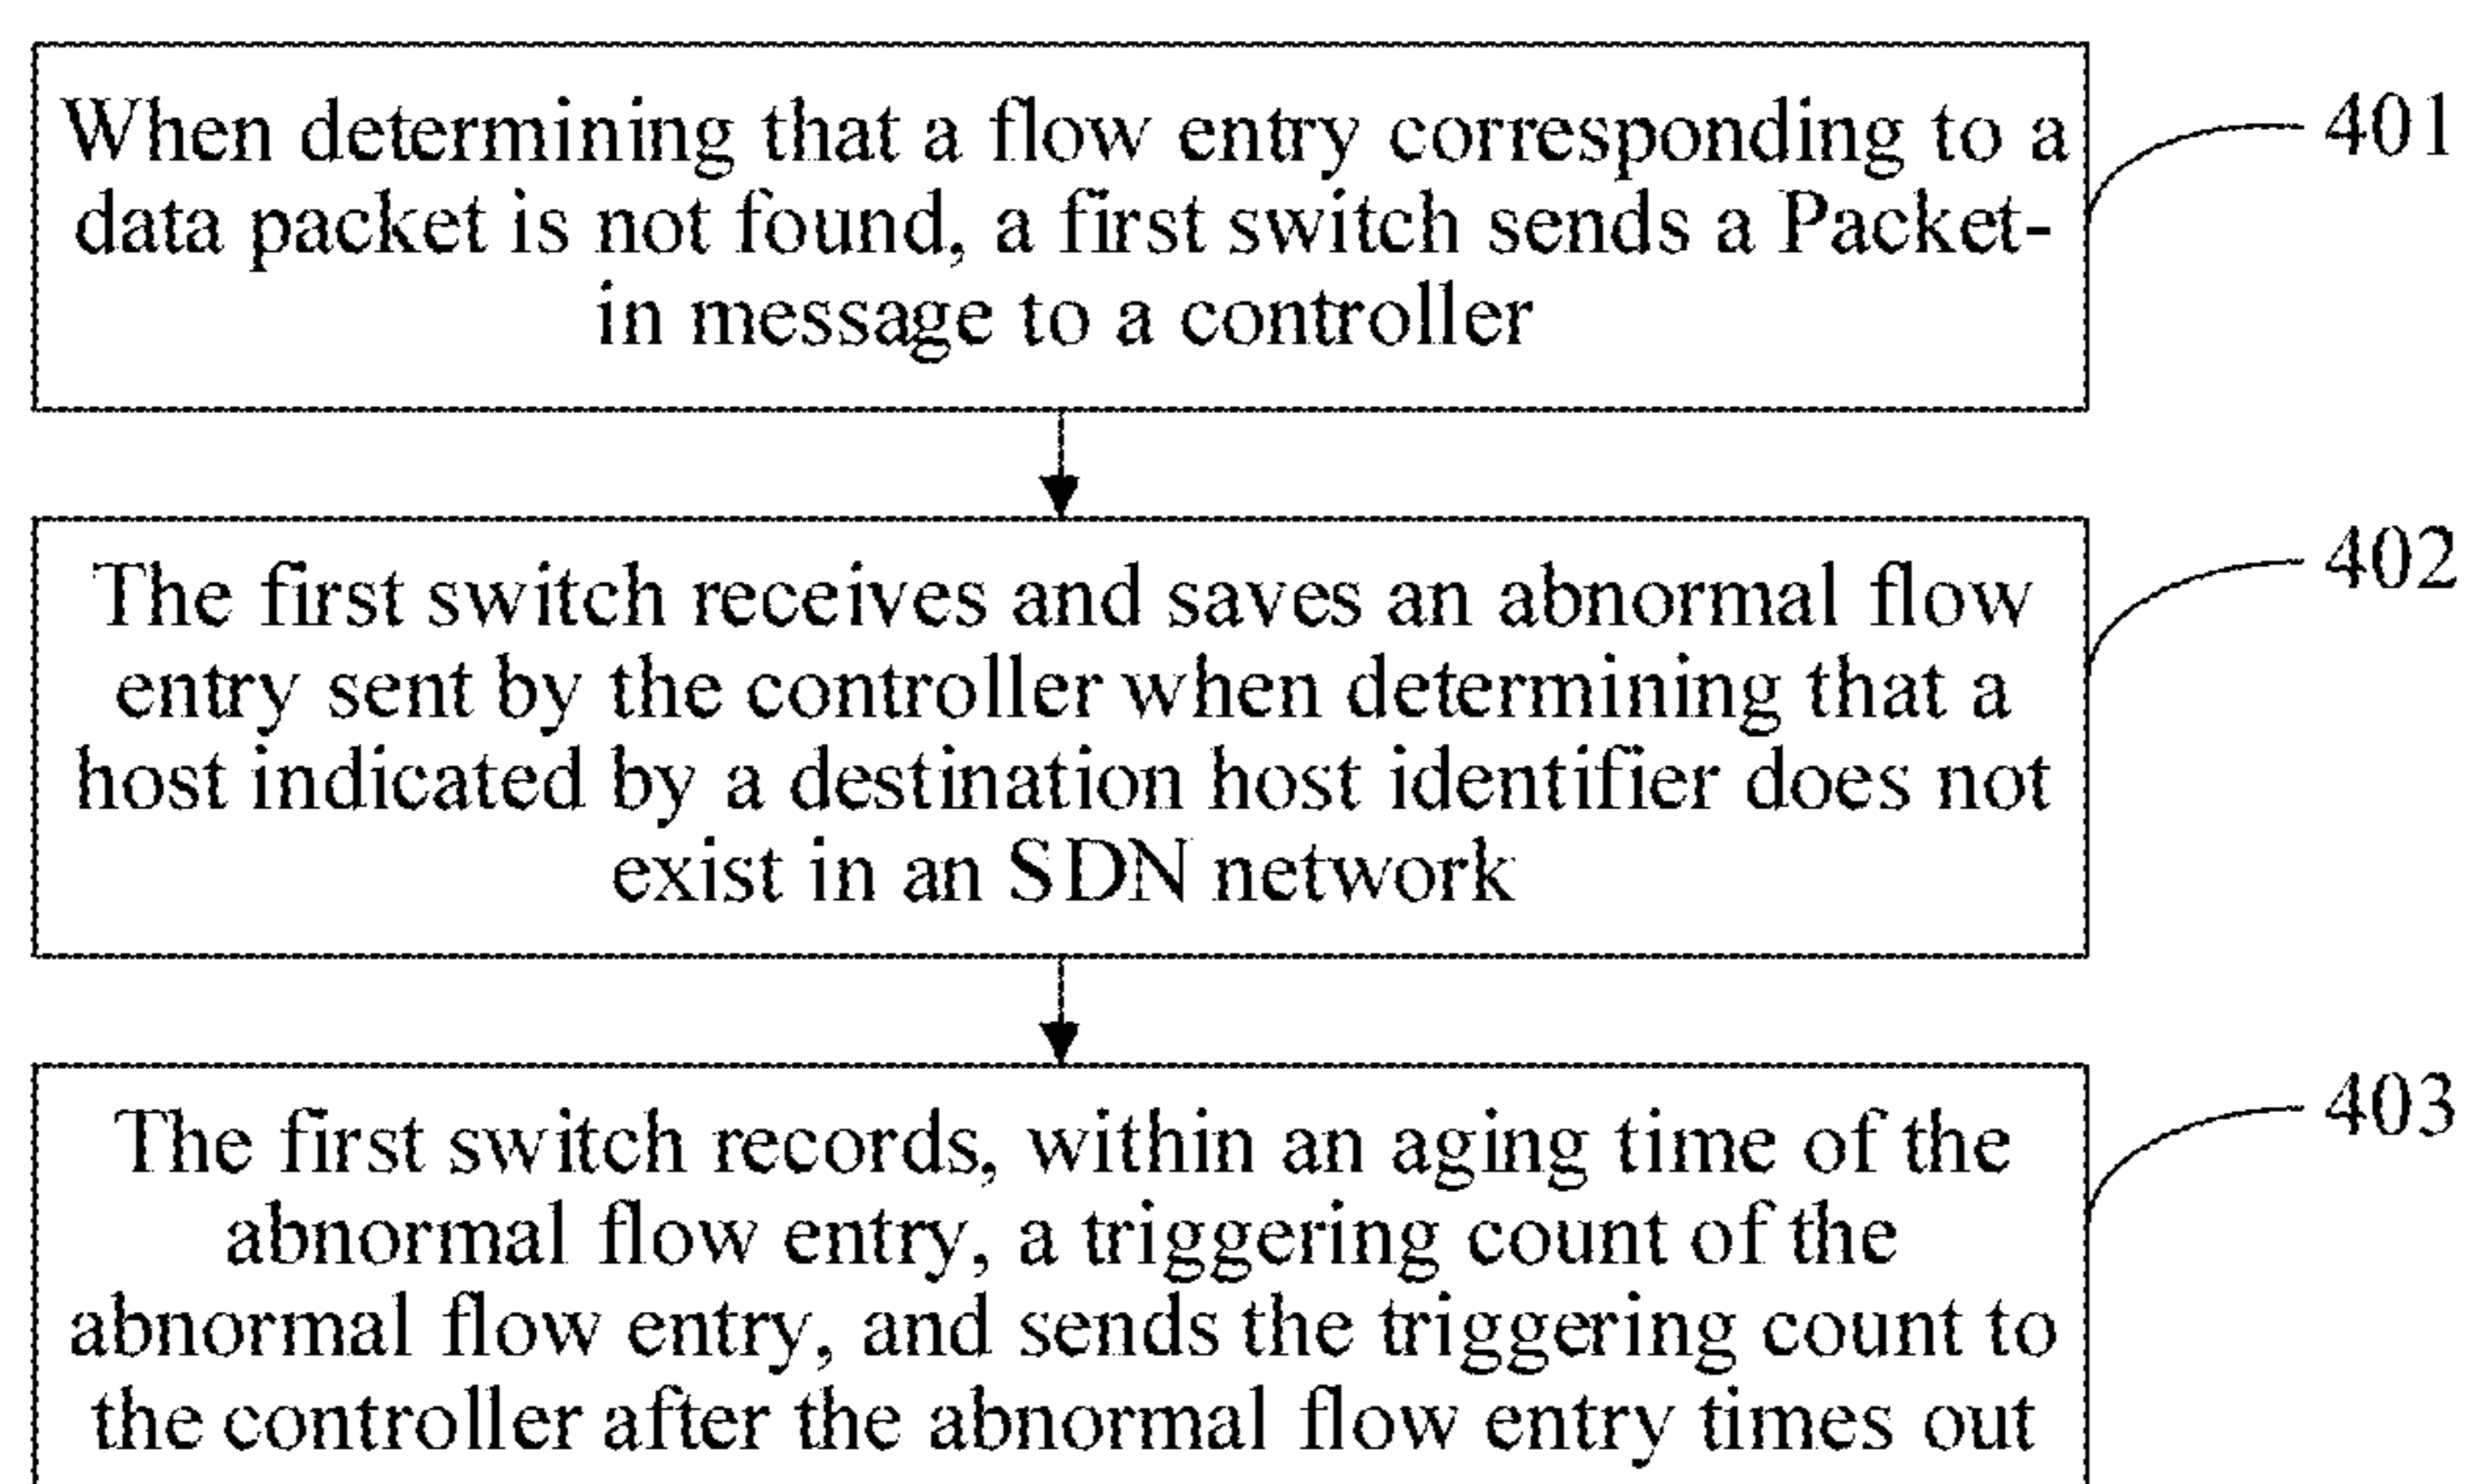 When determining that a flow entry corresponding to a
data packet is not found, a first switch sends a Packet-
in message to a controller
401
The first switch receives and saves an abnormal flow
entry sent by the controller when determining that a
host indicated by a destination host identifier does not
exist in an SDN network
402
The first switch records, within an aging time of the
abnormal flow entry, a triggering count of the
abnormal flow entry, and sends the triggering count to
the controller after the abnormal flow entry times out
403